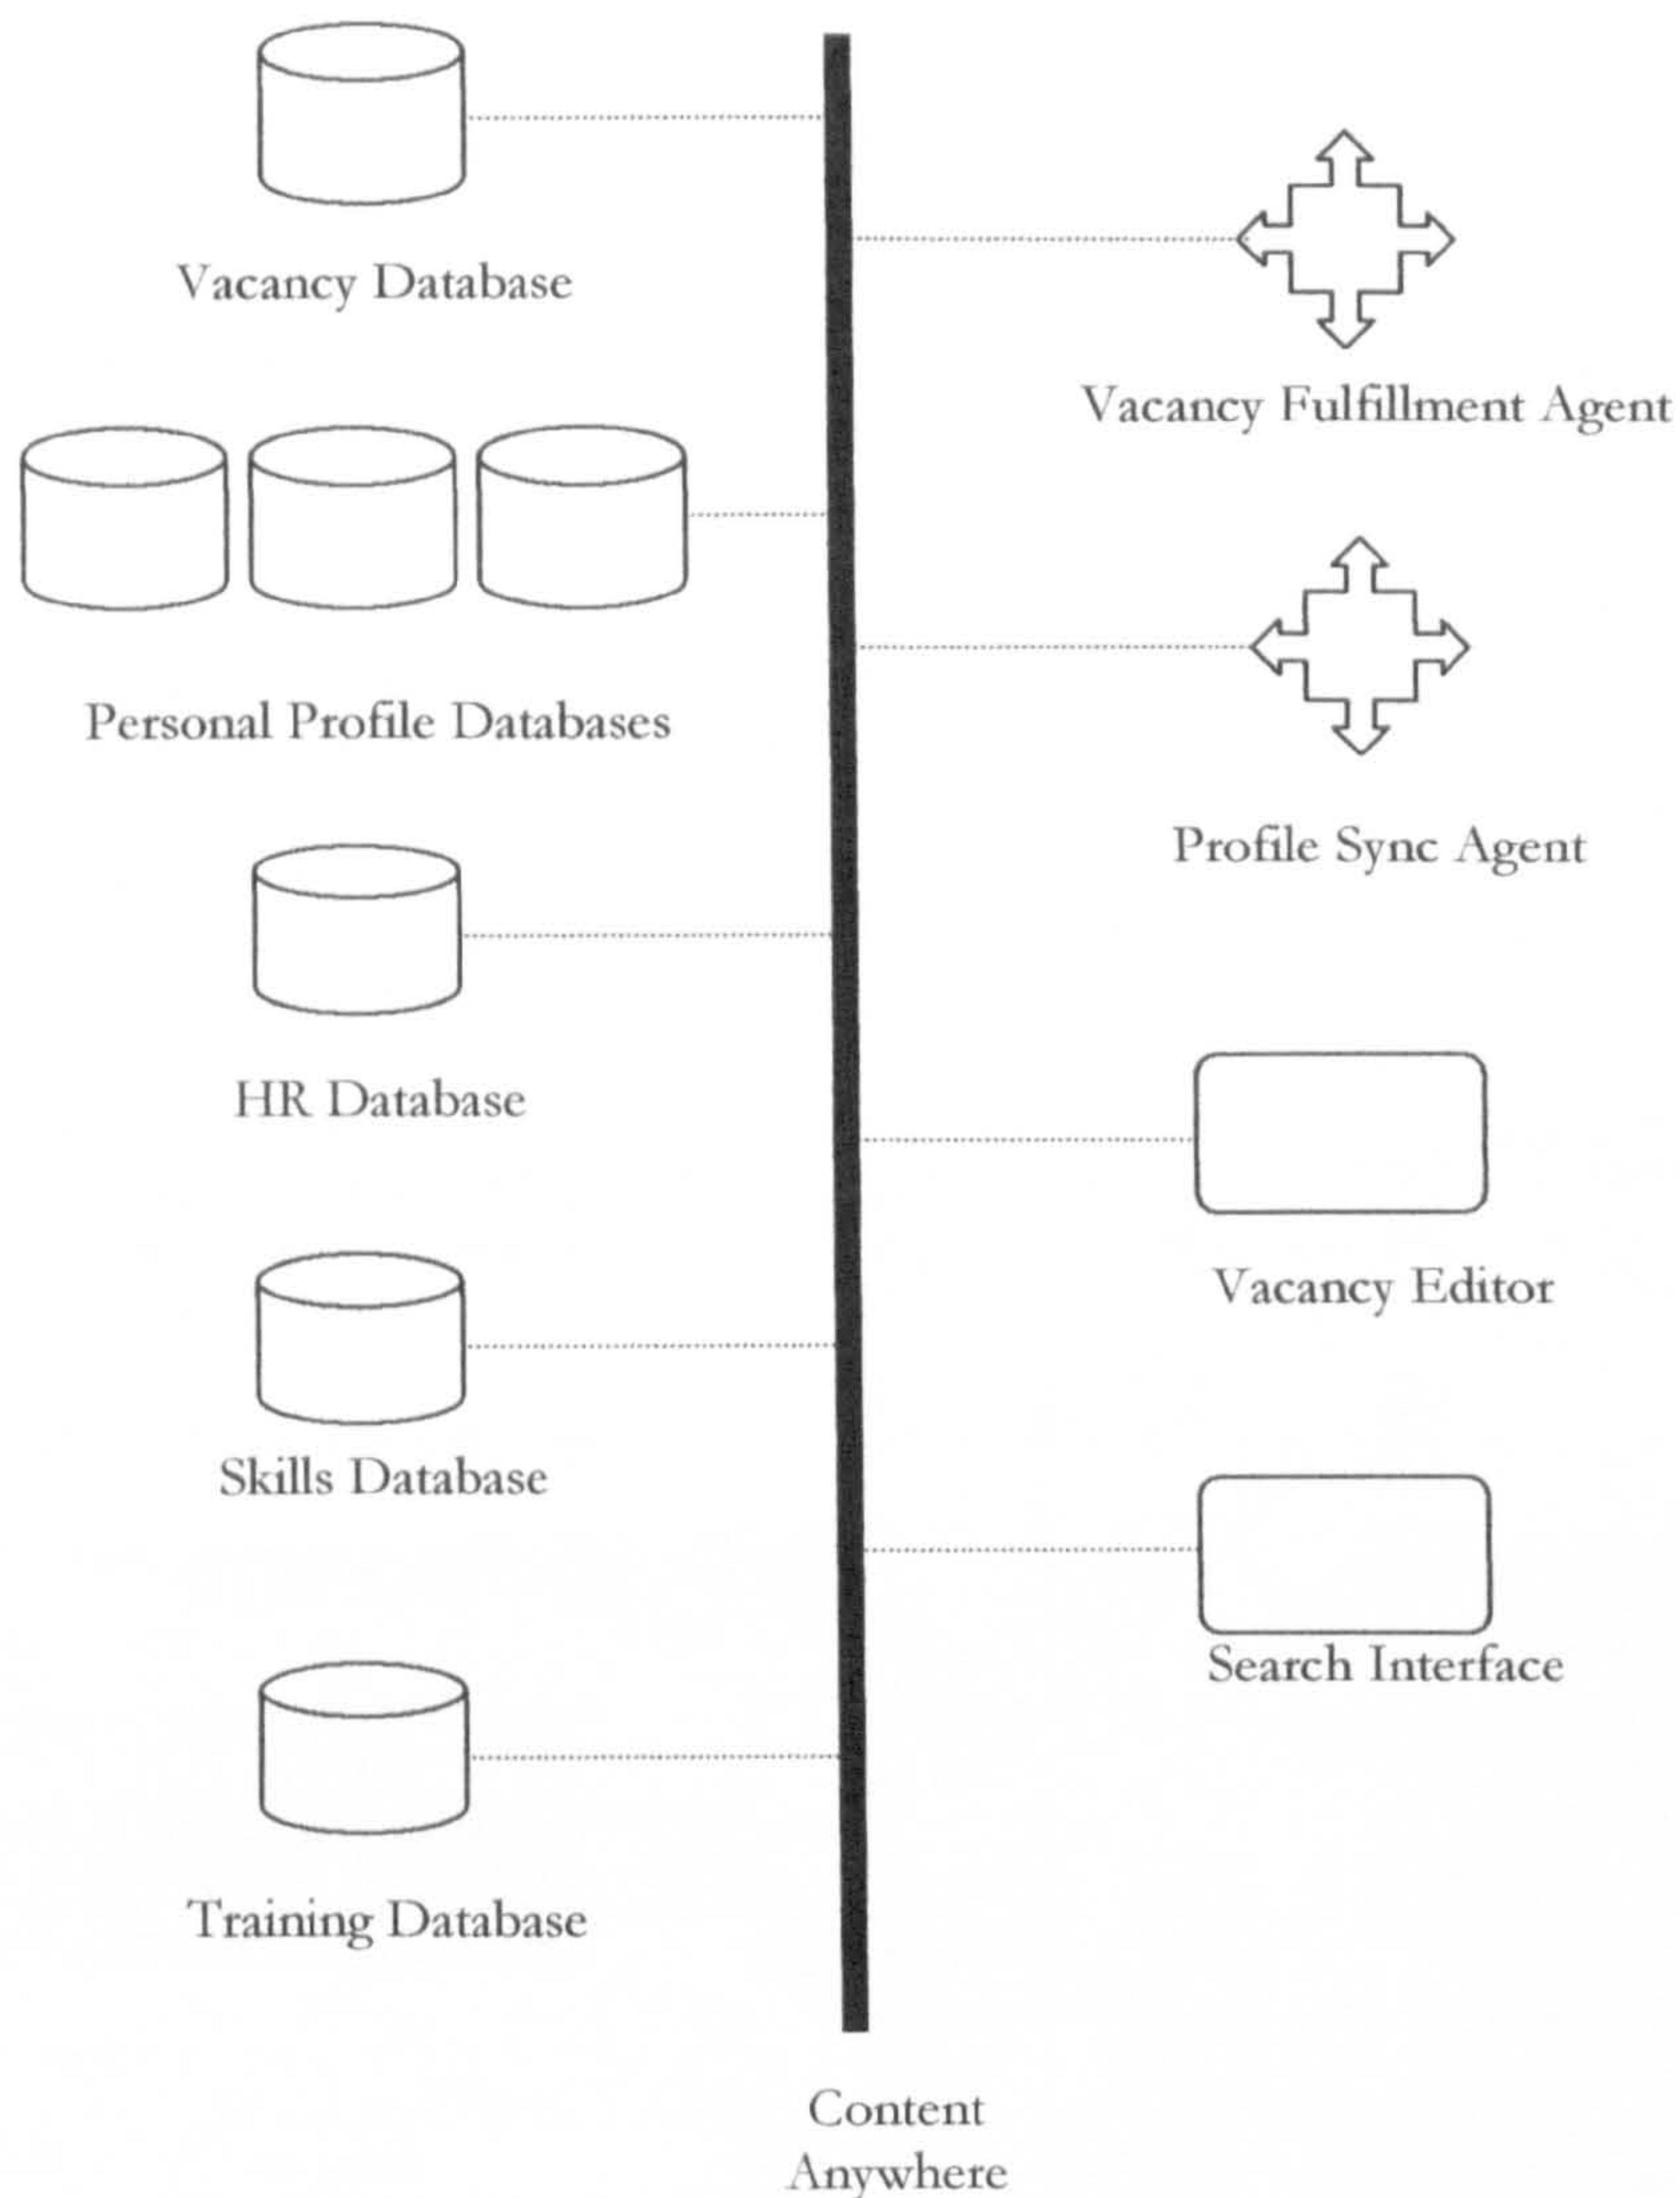 Vacancy Database
Vacancy Fulfillment Agent
Personal Profile Databases
Profile Sync Agent
HR Database
Vacancy Editor
Skills Database
Search Interface
Training Database
Content
Anywhere